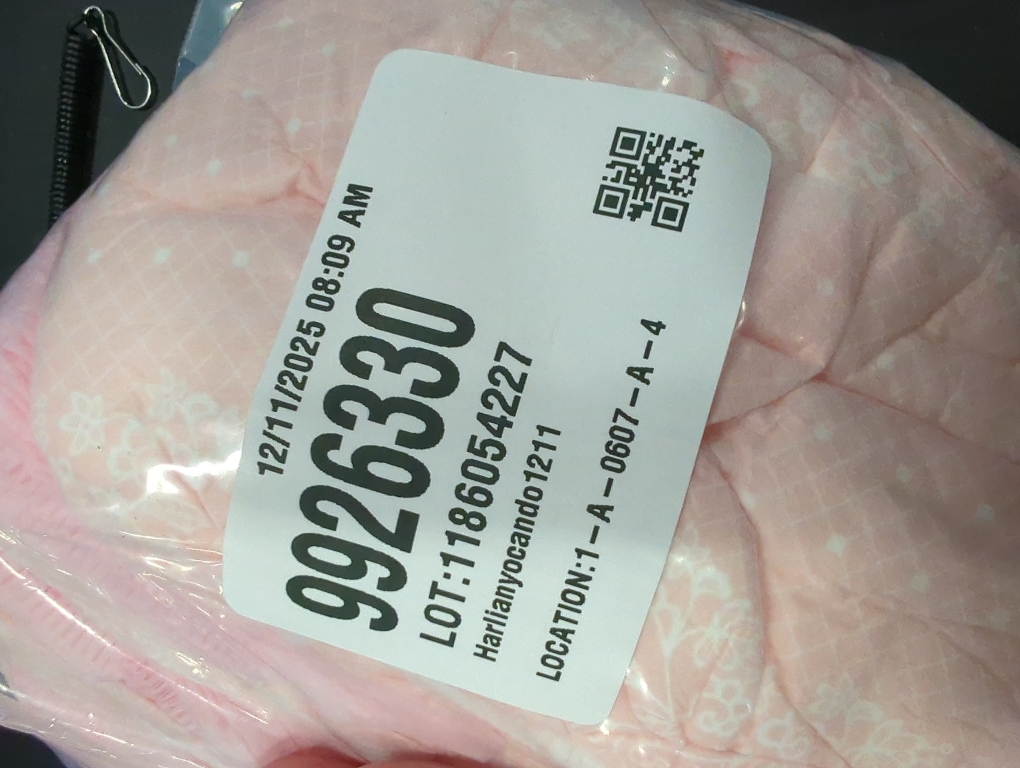 12/11/2025 08:09 AM
9926330
LOT:1186054227
Harlianyocando1211
LOCATION:1-A-0607-A-4